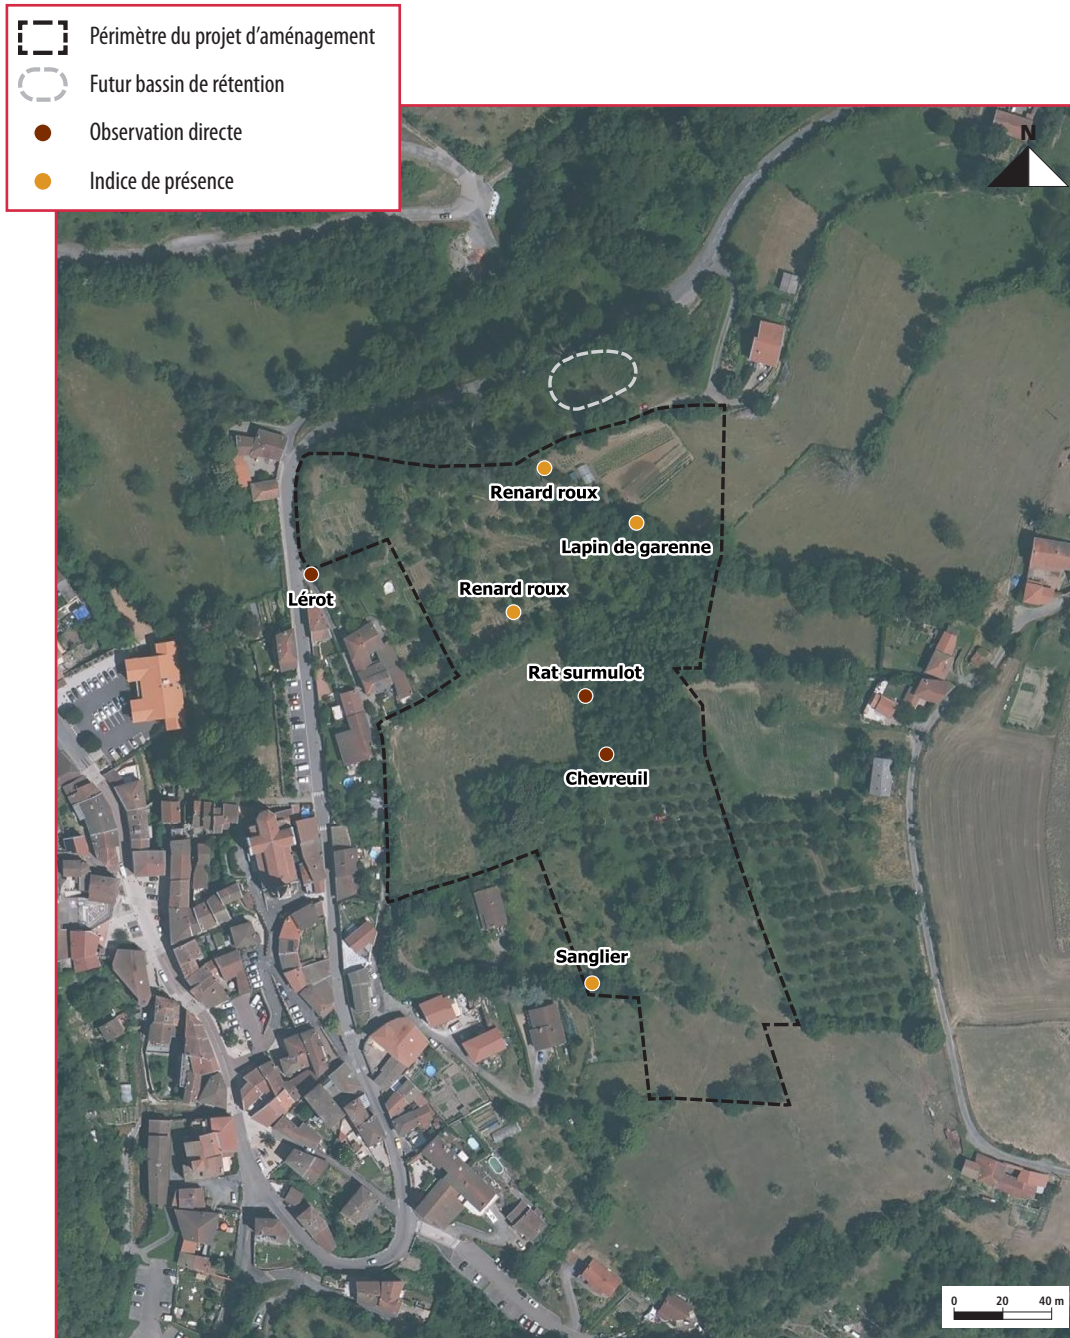 Périmètre du projet d'aménagement
Futur bassin de rétention
Observation directe
Indice de présence
N
Renard roux
Lapin de garenne
Lérot
Renard roux
Rat surmulot
Chevreuil
Sanglier
0 20 40 m